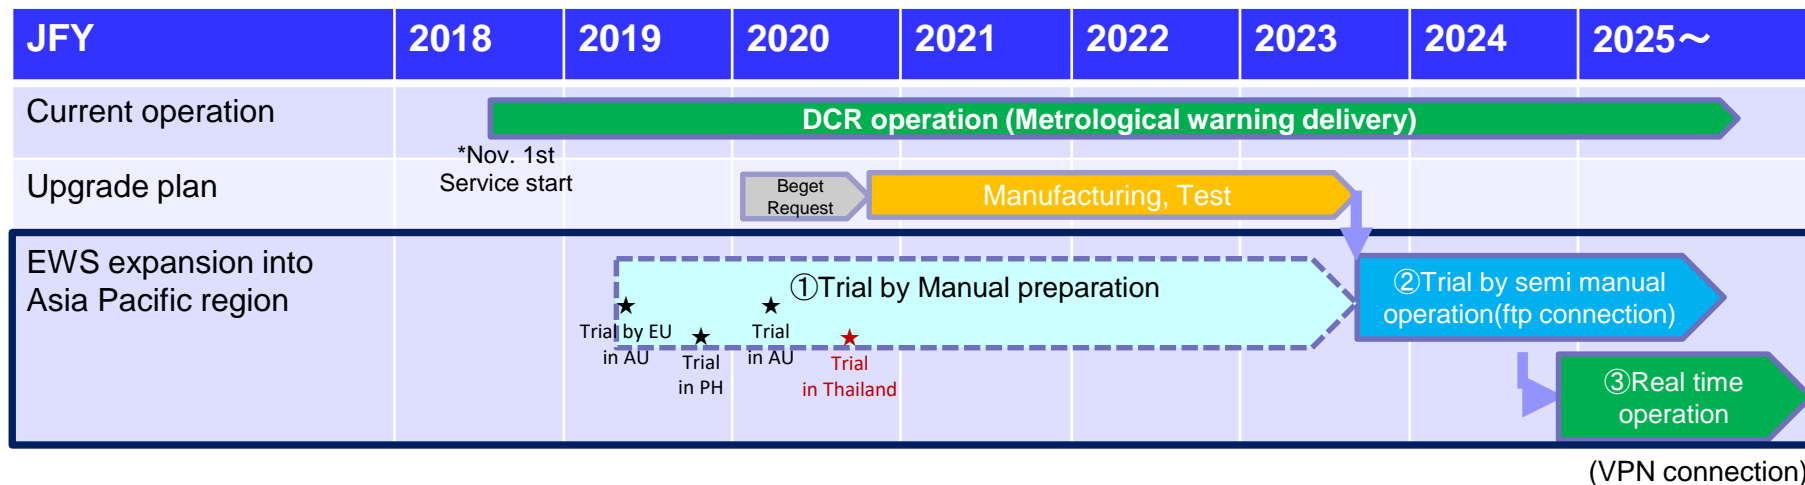 JFY 2018 2019 2020 2021 2022 2023 2024 2025～
Current operation
DCR operation (Metrological warning delivery)
*Nov. 1st
Service start
Upgrade plan
Beget
Request
Manufacturing, Test
EWS expansion into
Asia Pacific region
①Trial by Manual preparation
★
Trial by EU
in AU
★
Trial
in PH
★
Trial
in AU
★
Trial
in Thailand
②Trial by semi manual
operation(ftp connection)
③Real time
operation
(VPN connection)